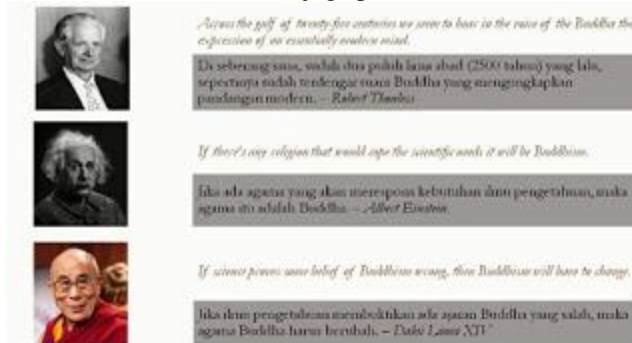 Across the gulf of twenty-five centuries we seem to hear in the voice of the Buddha the
expression of an essentially modern mind.
Di seberang sana, sudah dua puluh lima abad (2500 tahun) yang lalu,
sepertinya sudah terdengar suara Buddha yang mengungkapkan
pandangan modern. – Robert Thouless
If there's any religion that would cope the scientific needs it will be Buddhism.
Jika ada agama yang akan merespons kebutuhan ilmu pengetahuan, maka
agama itu adalah Buddha. – Albert Einstein.
If science proves some belief of Buddhism wrong, then Buddhism will have to change.
Jika ilmu pengetahuan membuktikan ada ajaran Buddha yang salah, maka
agama Buddha harus berubah. – Dalai Lama XIV